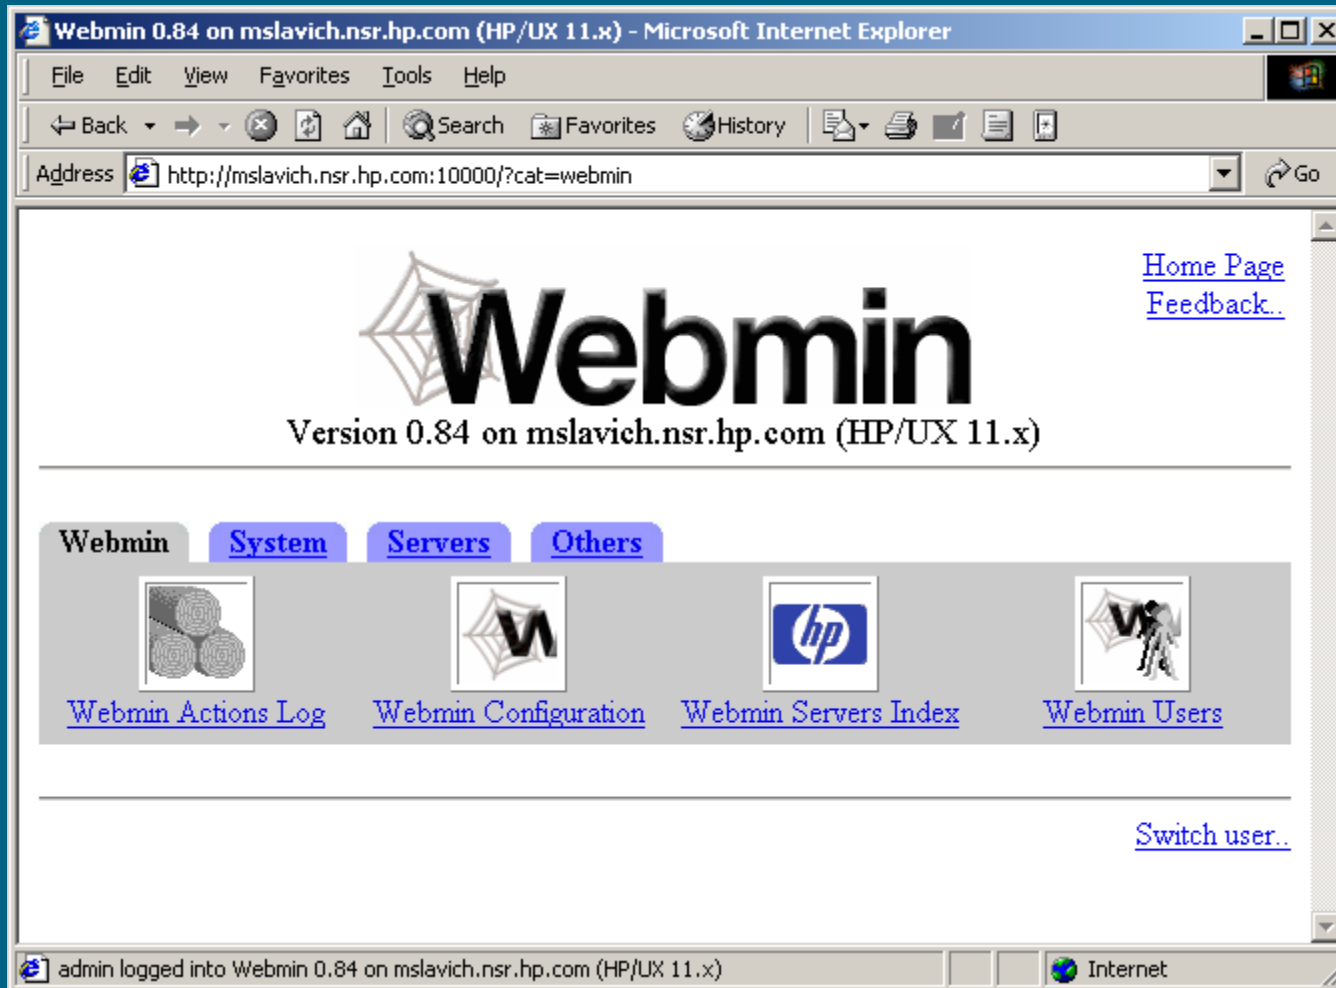 Webmin 0.84 on mslavich.nsr.hp.com (HP/UX 11.x) - Microsoft Internet Explorer
File Edit View Favorites Tools Help
Back Search Favorites History
Address http://mslavich.nsr.hp.com:10000/?cat=webmin Go
Home Page
Feedback..
Webmin
Version 0.84 on mslavich.nsr.hp.com (HP/UX 11.x)
Webmin System Servers Others
W hp W
Webmin Actions Log Webmin Configuration Webmin Servers Index Webmin Users
Switch user..
admin logged into Webmin 0.84 on mslavich.nsr.hp.com (HP/UX 11.x) Internet